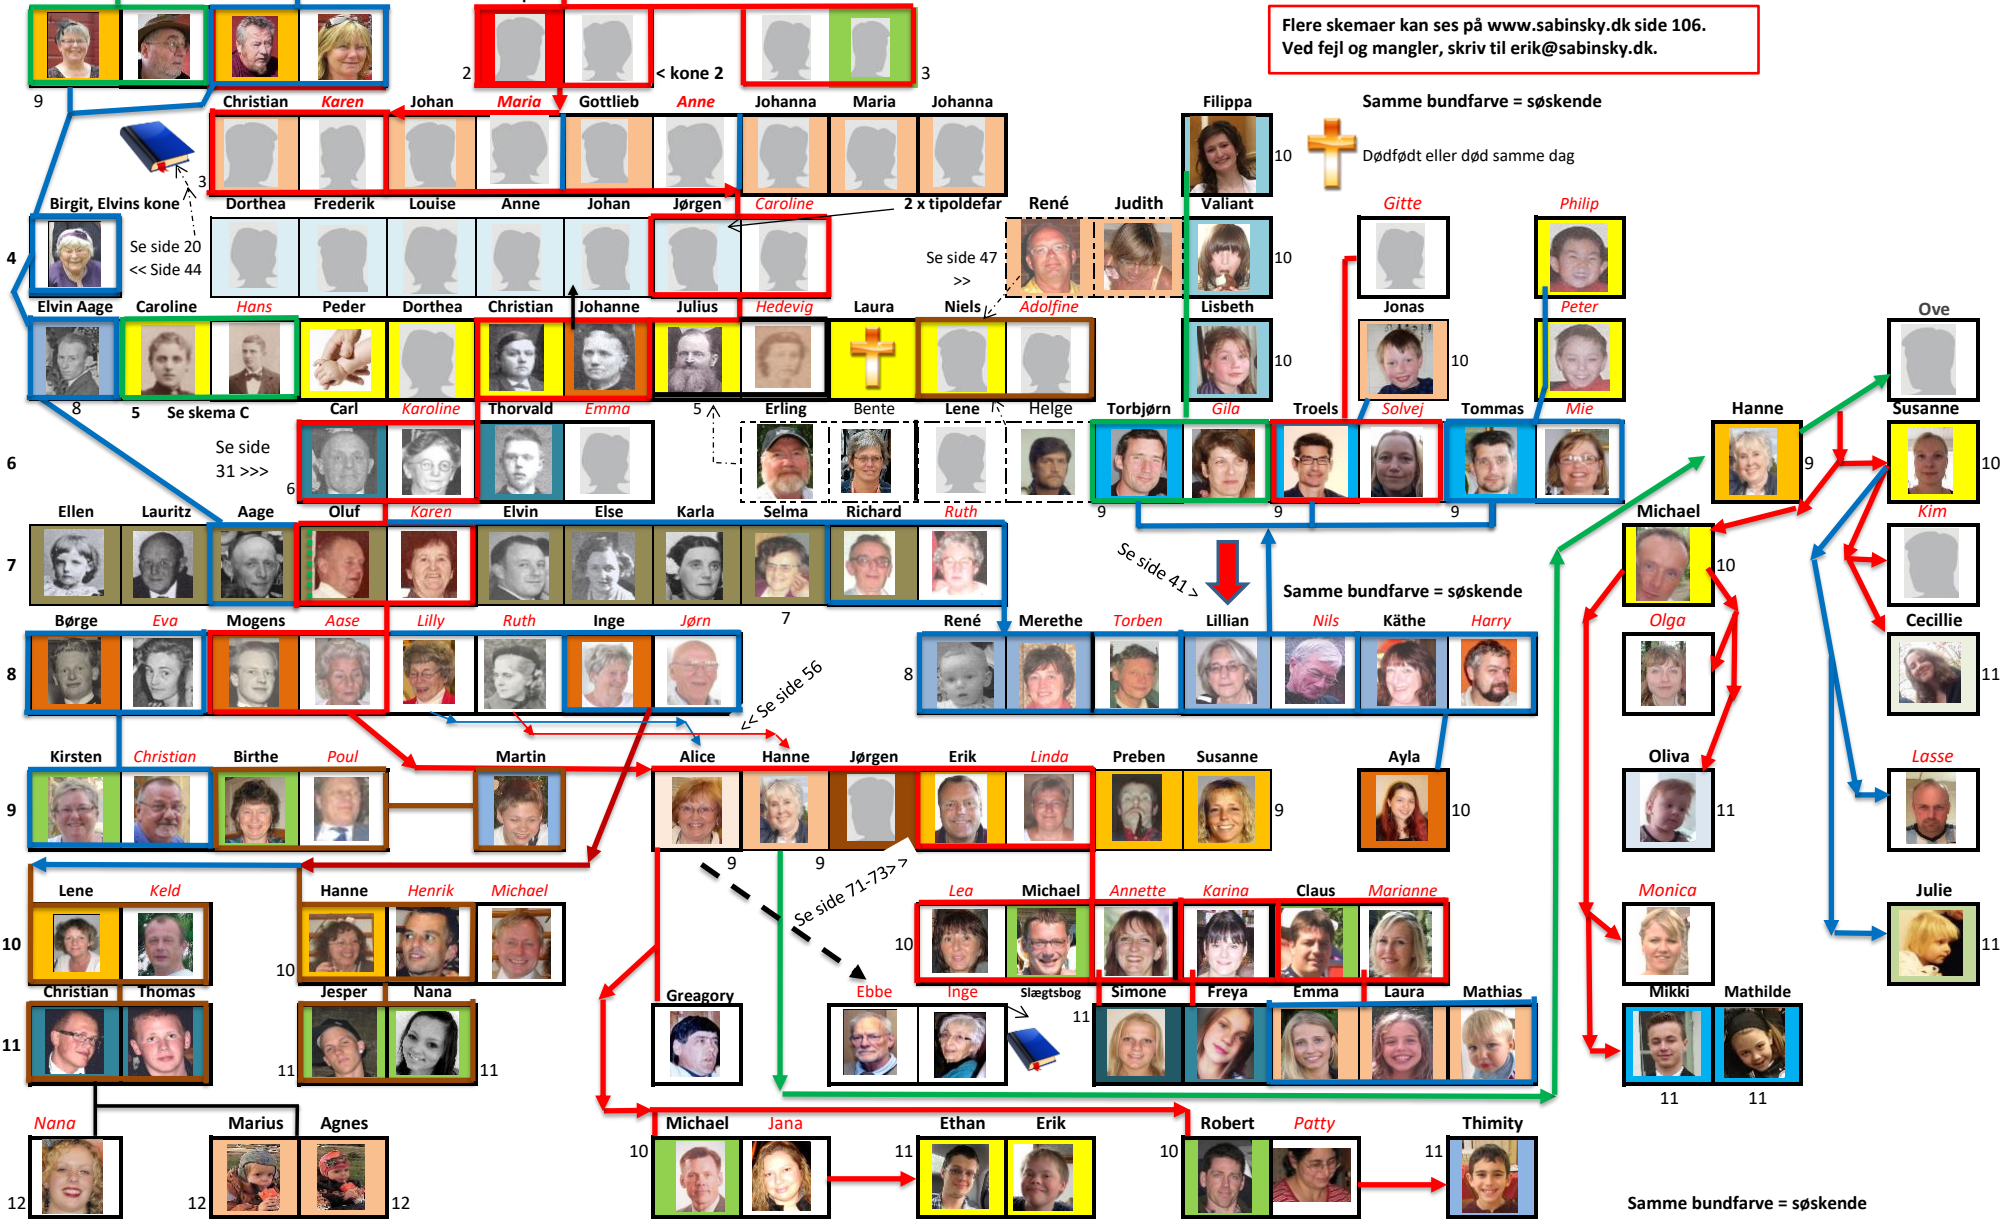 Flere skemaer kan ses på www.sabinsky.dk side 106.
Ved fejl og mangler, skriv til erik@sabinsky.dk.
2 < kone 2 3
9
Christian Karen Johan Maria Gottlieb Anne Johanna Maria Johanna Filippa Samme bundfarve = søskende
3 10 Dødfødt eller død samme dag
Birgit, Elvins kone Dorthea Frederik Louise Anne Johan Jørgen Caroline 2 x tipoldefar René Judith Valiant Gitte Philip
4 Se side 20
<< Side 44
Se side 47
>>
10
Elvin Aage Caroline Hans Peder Dorthea Christian Johanne Julius Hedevig Laura Niels Adolfine Lisbeth Jonas Peter Ove
10 10
8 5 Se skema C Carl Karoline Thorvald Emma 5 Erling Bente Lene Helge Torbjørn Gila Troels Solvej Tommas Mie Hanne Susanne
Se side
31 >>>
6 6 9 10
9 9 9
Ellen Lauritz Aage Oluf Karen Elvin Else Karla Selma Richard Ruth Michael Kim
7 Se side 41 > 10
7 Samme bundfarve = søskende
Børge Eva Mogens Aase Lilly Ruth Inge Jørn René Merethe Torben Lillian Nils Käthe Harry Olga Cecillie
8 8 11
<< Se side 56
Kirsten Christian Birthe Poul Martin Alice Hanne Jørgen Erik Linda Preben Susanne Ayla Oliva Lasse
9 9 10 11
9 9
Se side 71-73>>
Lene Keld Hanne Henrik Michael Lea Michael Annette Karina Claus Marianne Monica Julie
10 10 10 11
Christian Thomas Jesper Nana Greagory Ebbe Inge Slægtsbog Simone Freya Emma Laura Mathias Mikki Mathilde
11 11 11 11
11 11
Nana Marius Agnes Michael Jana Ethan Erik Robert Patty Thimity
10 11 10 11
12 12 12
Samme bundfarve = søskende